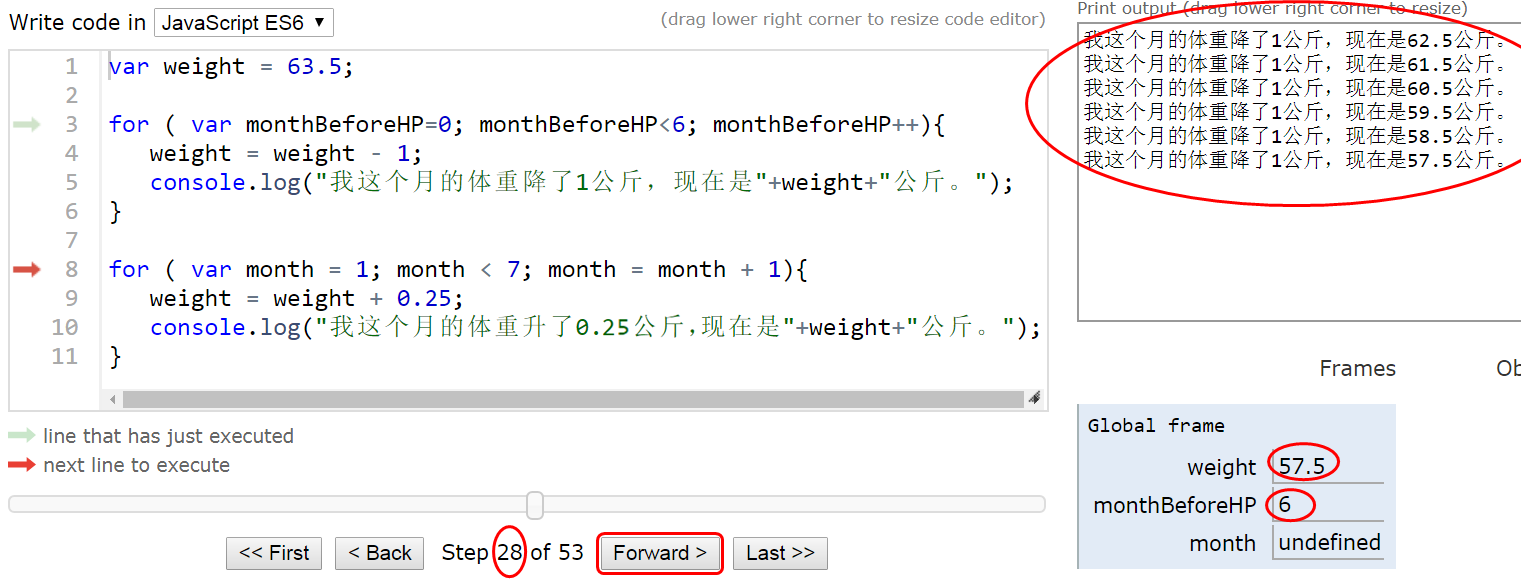 Write code in JavaScript ES6 ▼
(drag lower right corner to resize code editor)
1 var weight = 63.5;
2
3 for ( var monthBeforeHP=0; monthBeforeHP<6; monthBeforeHP++){
4 weight = weight - 1;
5 console.log("我这个月的体重降了1公斤，现在是"+weight+"公斤。");
6 }
7
8 for ( var month = 1; month < 7; month = month + 1){
9 weight = weight + 0.25;
10 console.log("我这个月的体重升了0.25公斤,现在是"+weight+"公斤。");
11 }
line that has just executed
next line to execute
<< First < Back Step 28 of 53 Forward > Last >>
Print output (drag lower right corner to resize)
我这个月的体重降了1公斤，现在是62.5公斤。
我这个月的体重降了1公斤，现在是61.5公斤。
我这个月的体重降了1公斤，现在是60.5公斤。
我这个月的体重降了1公斤，现在是59.5公斤。
我这个月的体重降了1公斤，现在是58.5公斤。
我这个月的体重降了1公斤，现在是57.5公斤。
Frames Ob
Global frame
weight 57.5
monthBeforeHP 6
month undefined